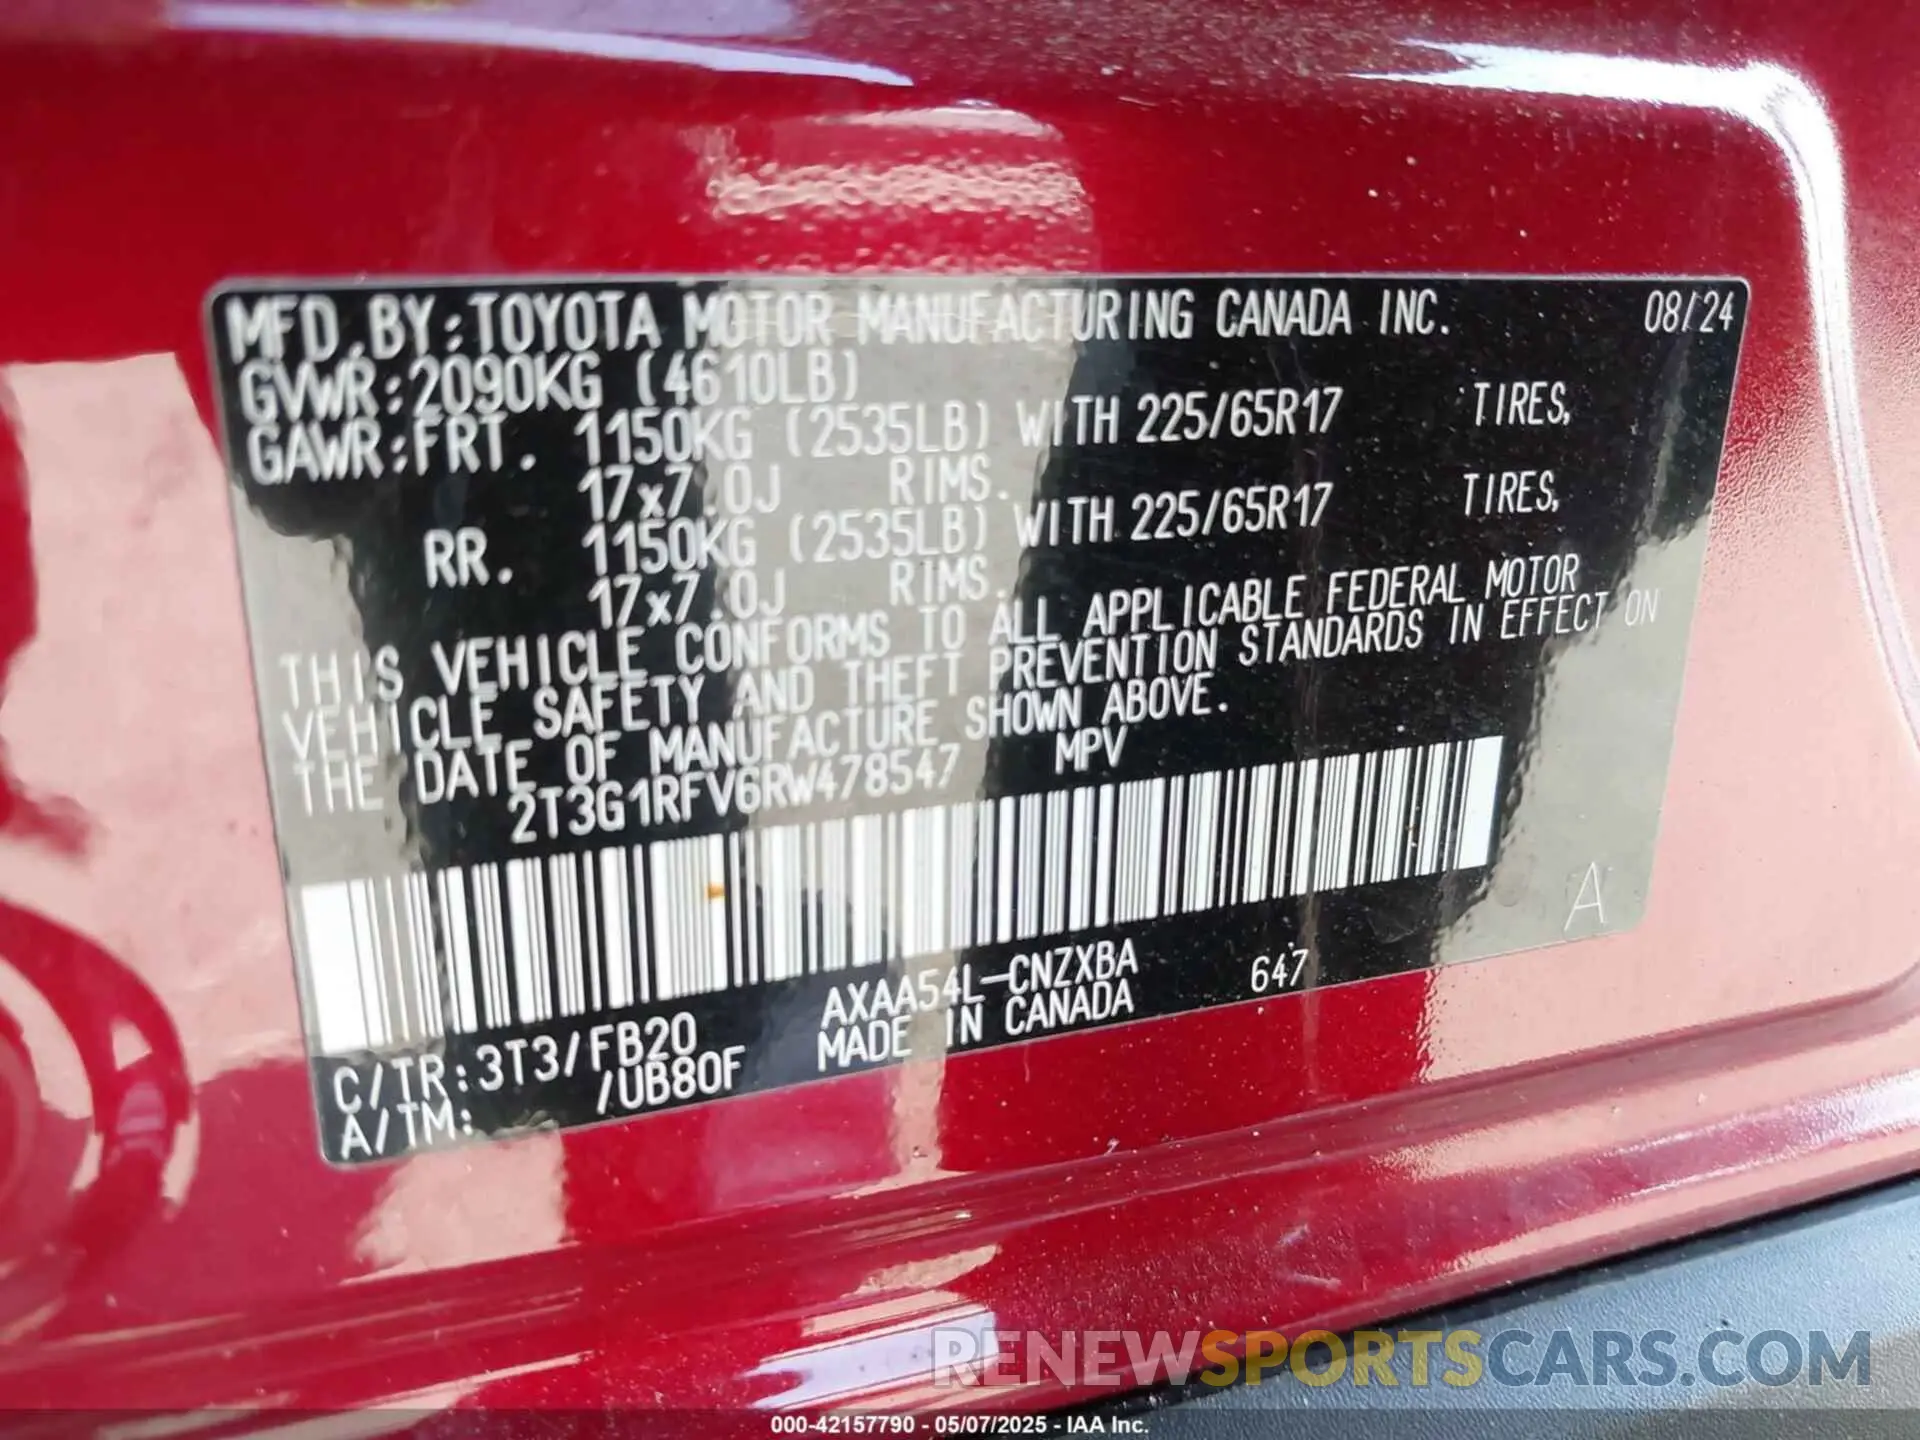 MFD.BY:TOYOTA MOTOR MANUFACTURING CANADA INC. 08/24
GVWR:2090KG (4610LB)
GAWR:FRT. 1150KG (2535LB) WITH 225/65R17 TIRES,
17x7.0J RIMS.
RR. 1150KG (2535LB) WITH 225/65R17 TIRES,
17x7.0J RIMS.
THIS VEHICLE CONFORMS TO ALL APPLICABLE FEDERAL MOTOR
VEHICLE SAFETY AND THEFT PREVENTION STANDARDS IN EFFECT ON
THE DATE OF MANUFACTURE SHOWN ABOVE.
2T3G1RFV6RW478547 MPV
A
AXAA54L-CNZXBA 647
C/TR:3T3/FB20 MADE IN CANADA
A/TM: /UB80F
RENEWSPORTSCARS.COM
000-42157790 - 05/07/2025 - IAA Inc.